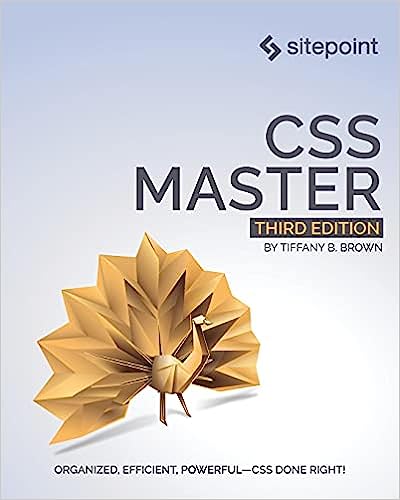 sitepoint
CSS
MASTER
THIRD EDITION
BY TIFFANY B. BROWN
ORGANIZED, EFFICIENT, POWERFUL—CSS DONE RIGHT!